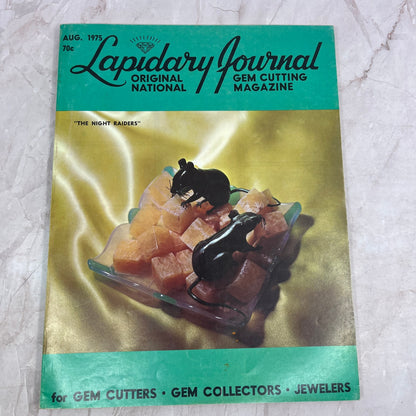 AUG. 1975
70c
Lapidary Journal
ORIGINAL GEM CUTTING
NATIONAL MAGAZINE
"THE NIGHT RAIDERS"
for GEM CUTTERS • GEM COLLECTORS • JEWELERS